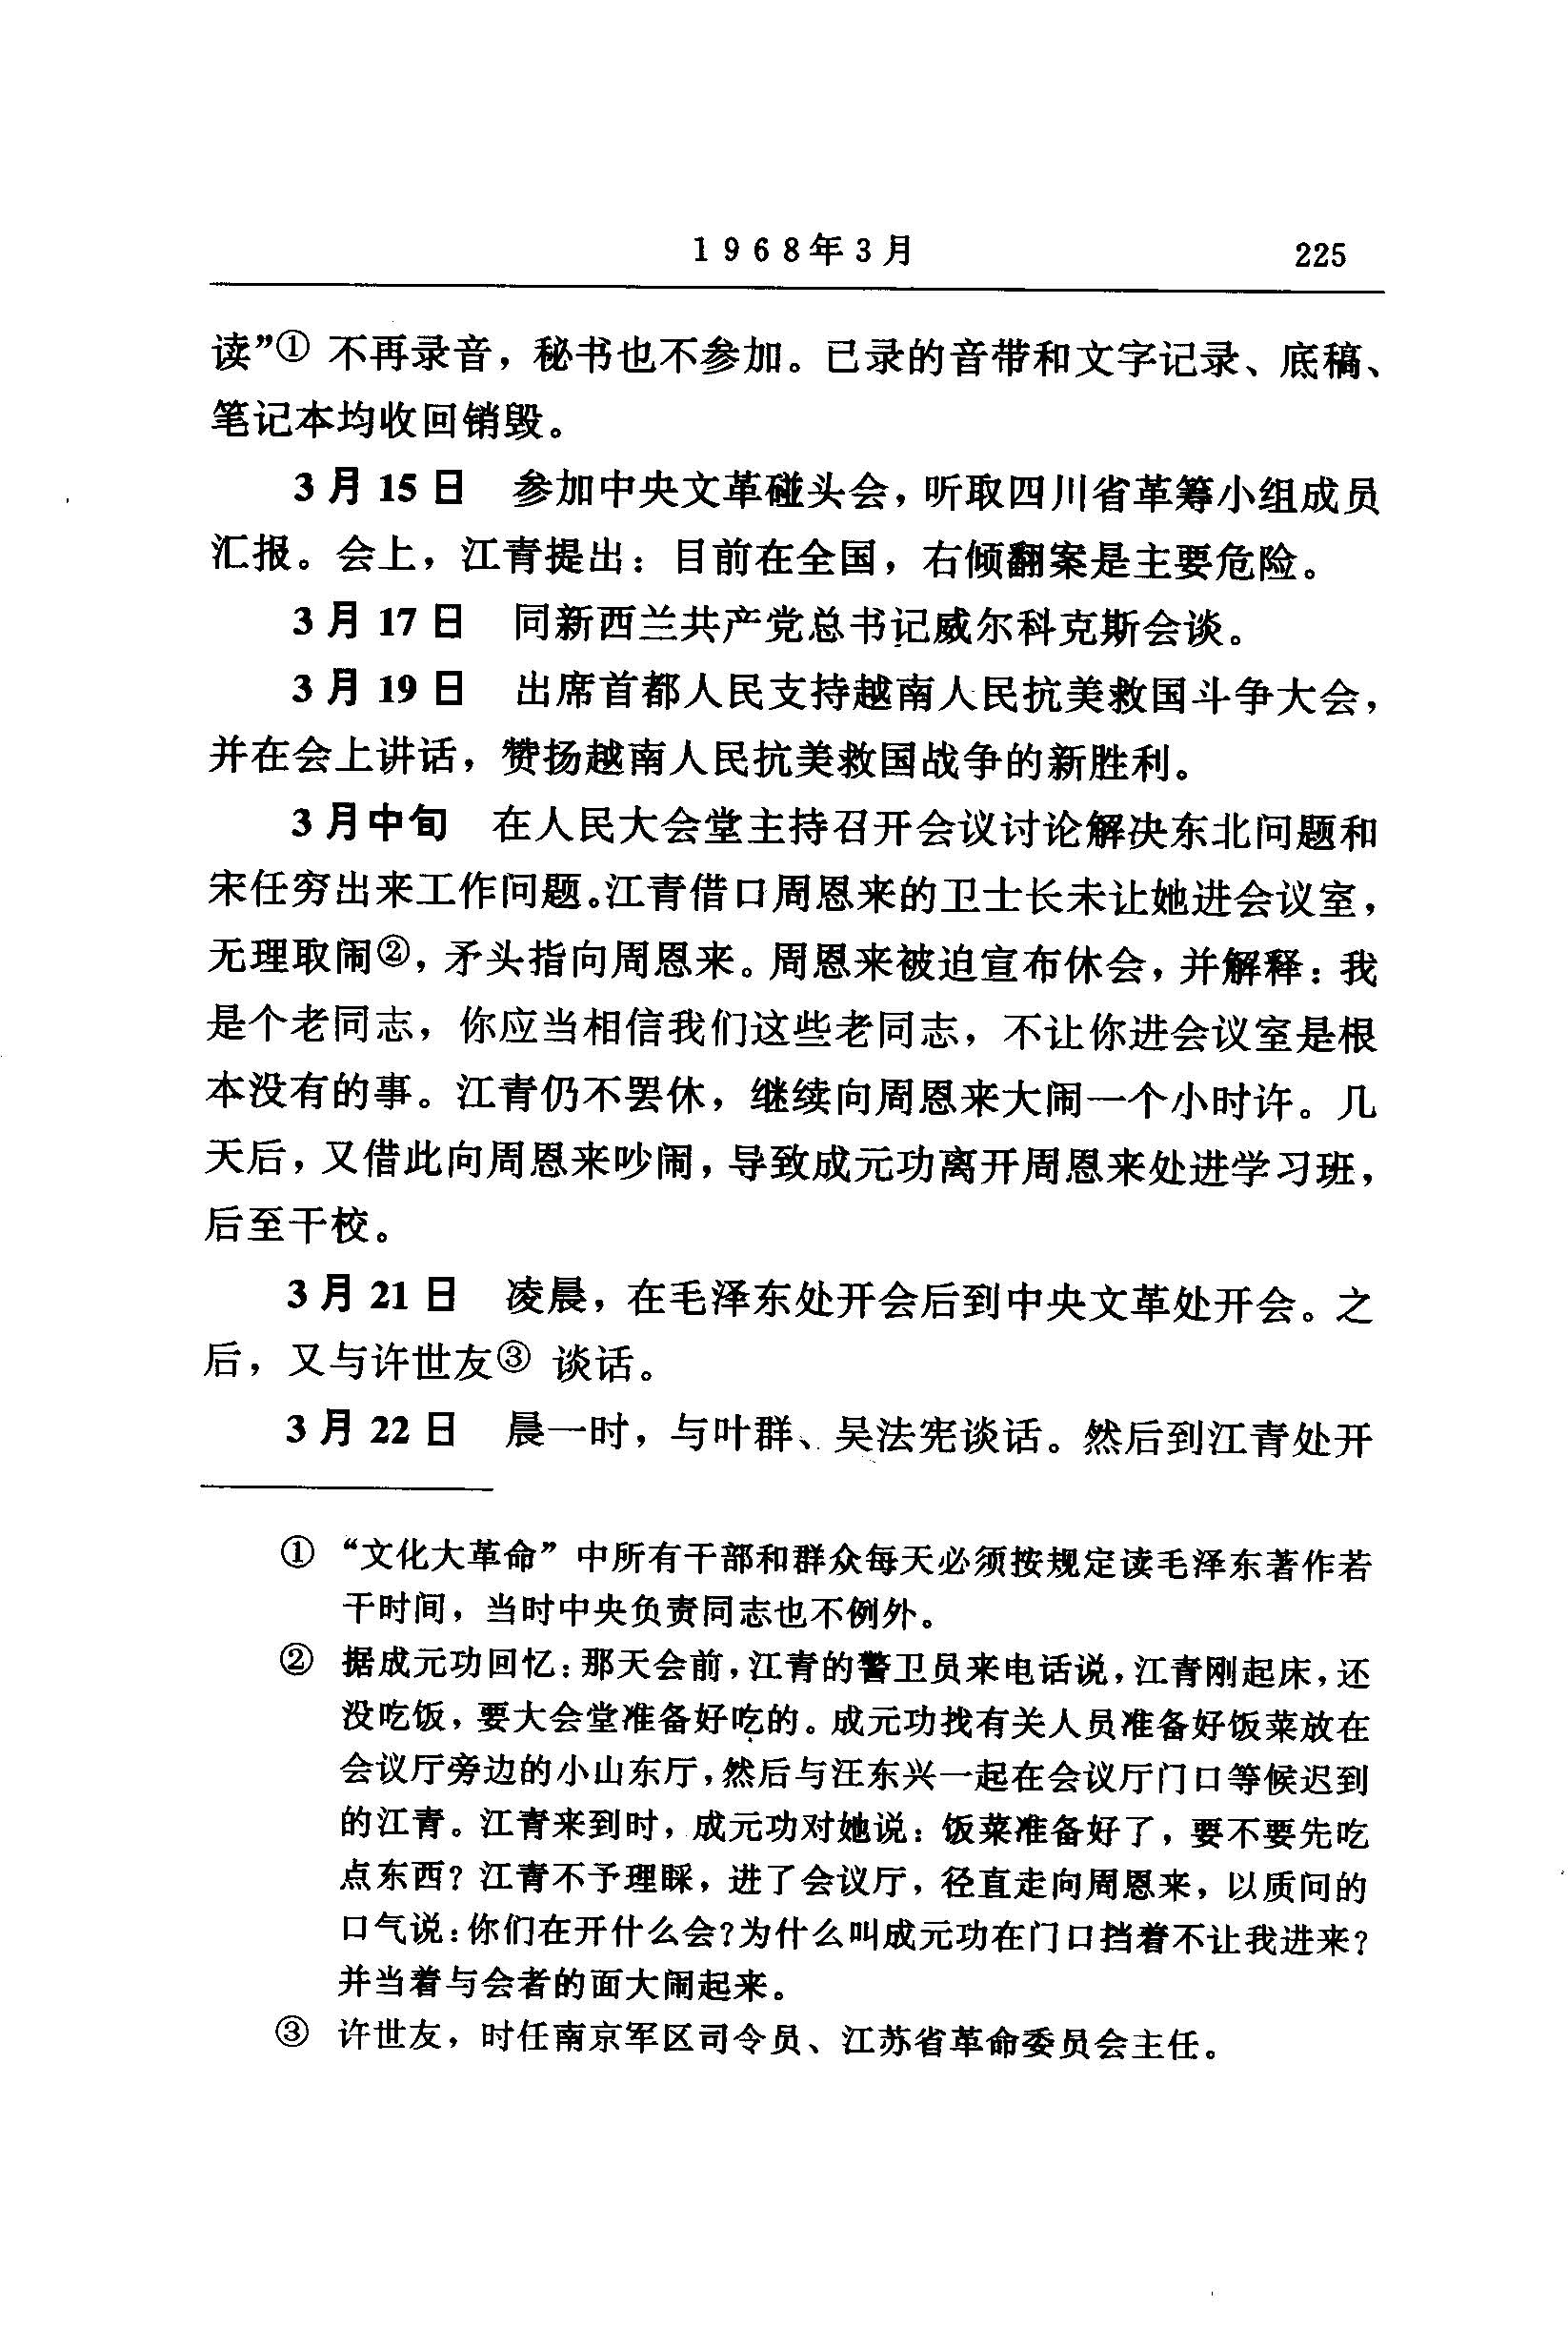 1968年3月 225
读”① 不再录音，秘书也不参加。已录的音带和文字记录、底稿、
笔记本均收回销毁。
3月15日 参加中央文革碰头会，听取四川省革筹小组成员
汇报。会上，江青提出：目前在全国，右倾翻案是主要危险。
3月17日 同新西兰共产党总书记威尔科克斯会谈。
3月19日 出席首都人民支持越南人民抗美救国斗争大会，
并在会上讲话，赞扬越南人民抗美救国战争的新胜利。
3月中旬 在人民大会堂主持召开会议讨论解决东北问题和
宋任穷出来工作问题。江青借口周恩来的卫士长未让她进会议室，
无理取闹②，矛头指向周恩来。周恩来被迫宣布休会，并解释：我
是个老同志，你应当相信我们这些老同志，不让你进会议室是根
本没有的事。江青仍不罢休，继续向周恩来大闹一个小时许。几
天后，又借此向周恩来吵闹，导致成元功离开周恩来处进学习班，
后至干校。
3月21日 凌晨，在毛泽东处开会后到中央文革处开会。之
后，又与许世友③ 谈话。
3月22日 晨一时，与叶群、吴法宪谈话。然后到江青处开
① “文化大革命”中所有干部和群众每天必须按规定读毛泽东著作若
干时间，当时中央负责同志也不例外。
② 据成元功回忆：那天会前，江青的警卫员来电话说，江青刚起床，还
没吃饭，要大会堂准备好吃的。成元功找有关人员准备好饭菜放在
会议厅旁边的小山东厅，然后与汪东兴一起在会议厅门口等候迟到
的江青。江青来到时，成元功对她说：饭菜准备好了，要不要先吃
点东西？江青不予理睬，进了会议厅，径直走向周恩来，以质问的
口气说：你们在开什么会？为什么叫成元功在门口挡着不让我进来？
并当着与会者的面大闹起来。
③ 许世友，时任南京军区司令员、江苏省革命委员会主任。